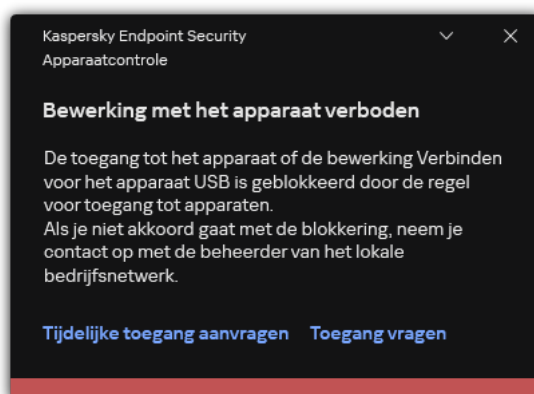 Kaspersky Endpoint Security
Apparaatcontrole
Bewerking met het apparaat verboden
De toegang tot het apparaat of de bewerking Verbinden
voor het apparaat USB is geblokkeerd door de regel
voor toegang tot apparaten.
Als je niet akkoord gaat met de blokkering, neem je
contact op met de beheerder van het lokale
bedrijfsnetwerk.
Tijdelijke toegang aanvragen Toegang vragen